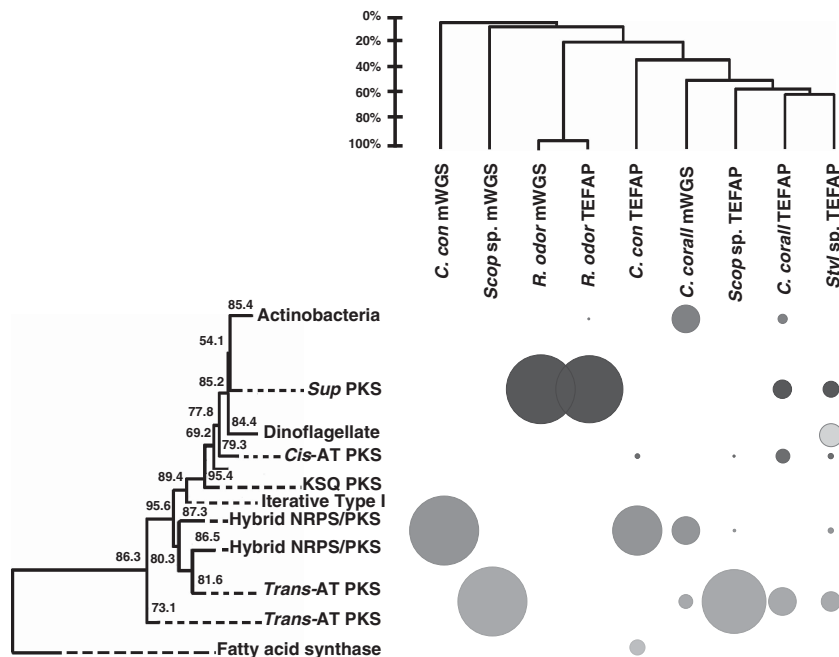 0%
20%
40%
60%
80%
100%
C. con mWGS
Scop sp. mWGS
R. odor mWGS
R. odor TEFAP
C. con TEFAP
C. corall mWGS
Scop sp. TEFAP
C. corall TEFAP
Styl sp. TEFAP
85.4
Actinobacteria
54.1
85.2
Sup PKS
77.8
84.4
Dinoflagellate
69.2
79.3
Cis-AT PKS
89.4
95.4
KSQ PKS
Iterative Type I
95.6
87.3
Hybrid NRPS/PKS
86.5
Hybrid NRPS/PKS
86.3
80.3
81.6
Trans-AT PKS
73.1
Trans-AT PKS
Fatty acid synthase